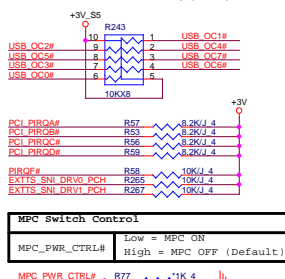 +3V_S5
R243
10 1 USB_OC1#
USB_OC2# 9 2 USB_OC4#
USB_OC5# 8 3 USB_OC7#
USB_OC3# 7 4 USB_OC6#
USB_OC0# 6 5
10KX8
+3V
PCI_PIRQA# R57 8.2K/J_4
PCI_PIRQB# R53 8.2K/J_4
PCI_PIRQC# R56 8.2K/J_4
PCI_PIRQD# R59 8.2K/J_4
PIRQF# R58 10K/J_4
EXTTS_SNI_DRV0_PCH R265 10K/J_4
EXTTS_SNI_DRV1_PCH R267 10K/J_4
MPC Switch Control
MPC_PWR_CTRL# Low = MPC ON
High = MPC OFF (Default)
MPC_PWR_CTRL# R77 *1K_4